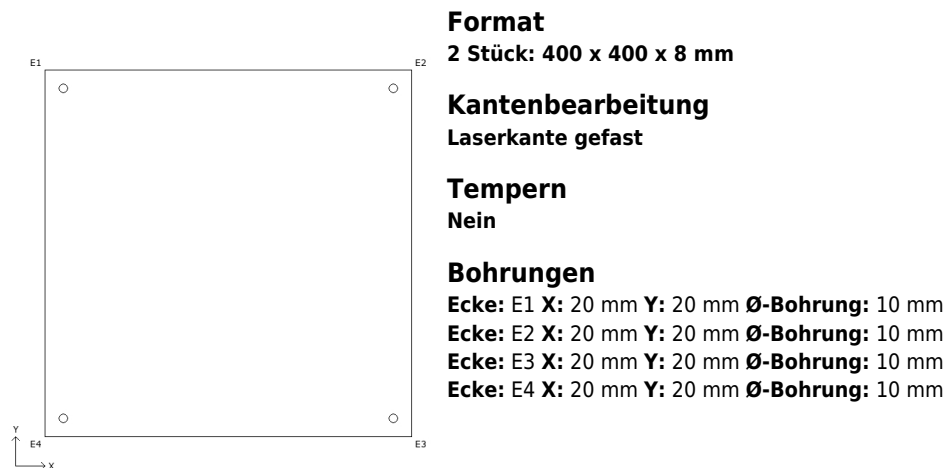 Format
2 Stück: 400 x 400 x 8 mm
Kantenbearbeitung
Laserkante gefast
Tempern
Nein
Bohrungen
Ecke: E1 X: 20 mm Y: 20 mm Ø-Bohrung: 10 mm
Ecke: E2 X: 20 mm Y: 20 mm Ø-Bohrung: 10 mm
Ecke: E3 X: 20 mm Y: 20 mm Ø-Bohrung: 10 mm
Ecke: E4 X: 20 mm Y: 20 mm Ø-Bohrung: 10 mm
E1
E2
E4
E3
Y
X